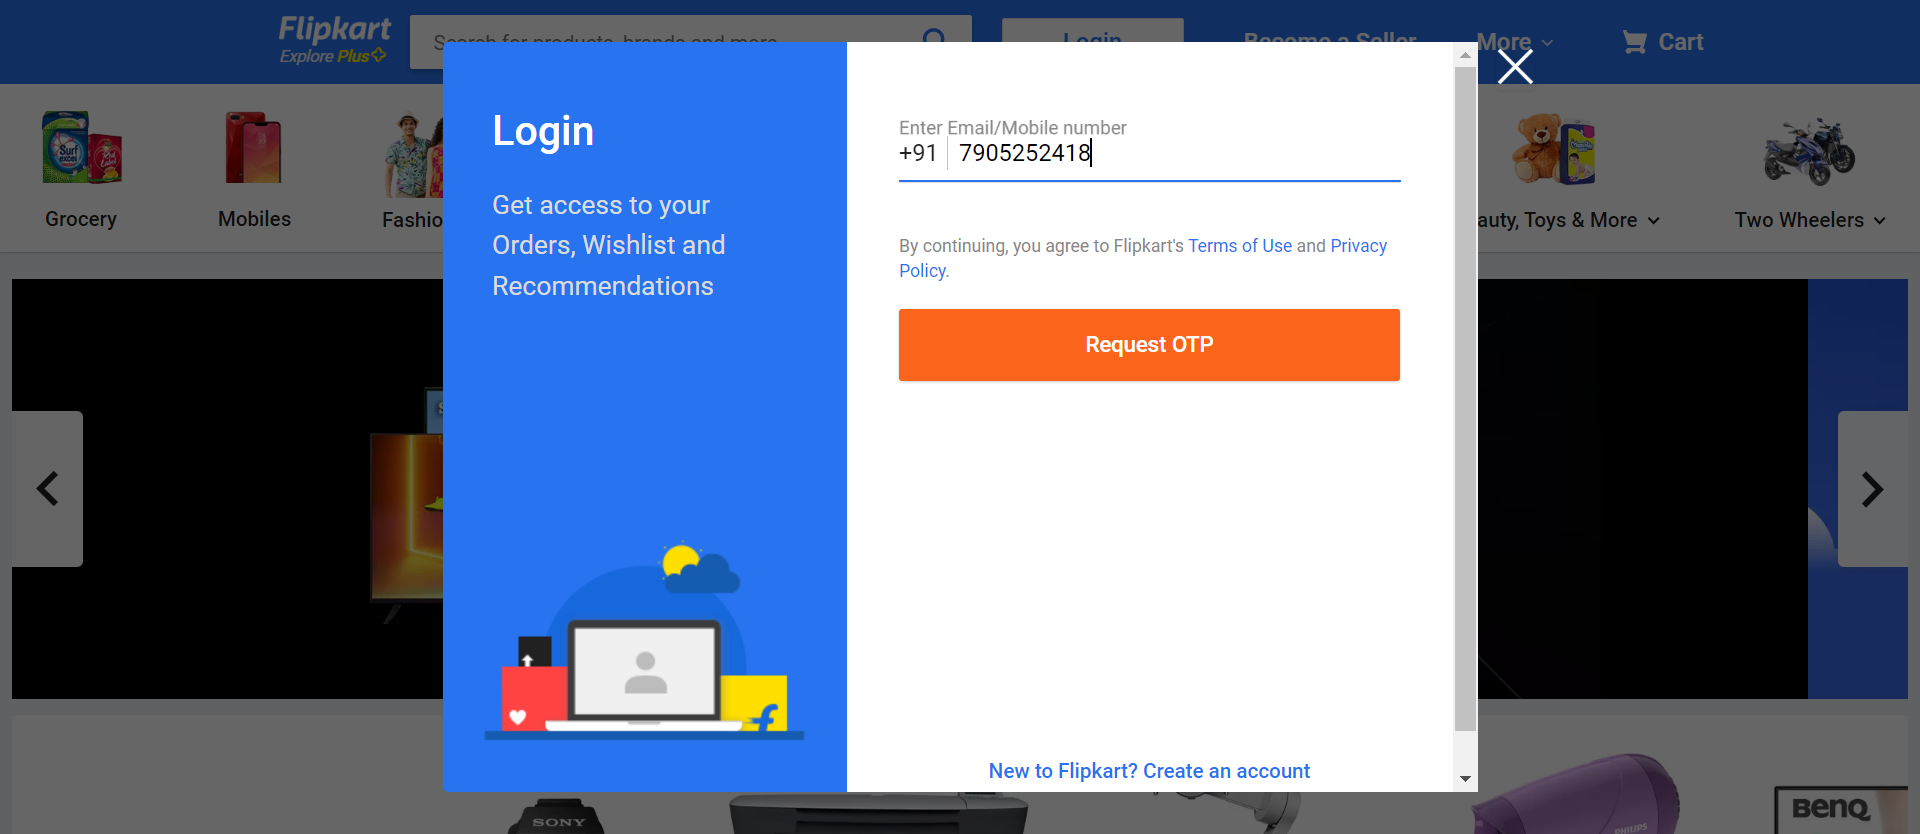 Flipkart
Explore Plus
Search for products, brands and more
Login
Become a Seller
More
Cart
Surf excel
Grocery
Mobiles
Fashio
auty, Toys & More
Two Wheelers
Login
Get access to your
Orders, Wishlist and
Recommendations
Enter Email/Mobile number
+91 7905252418
By continuing, you agree to Flipkart's Terms of Use and Privacy
Policy.
Request OTP
New to Flipkart? Create an account
SONY
PHILIPS
BenQ